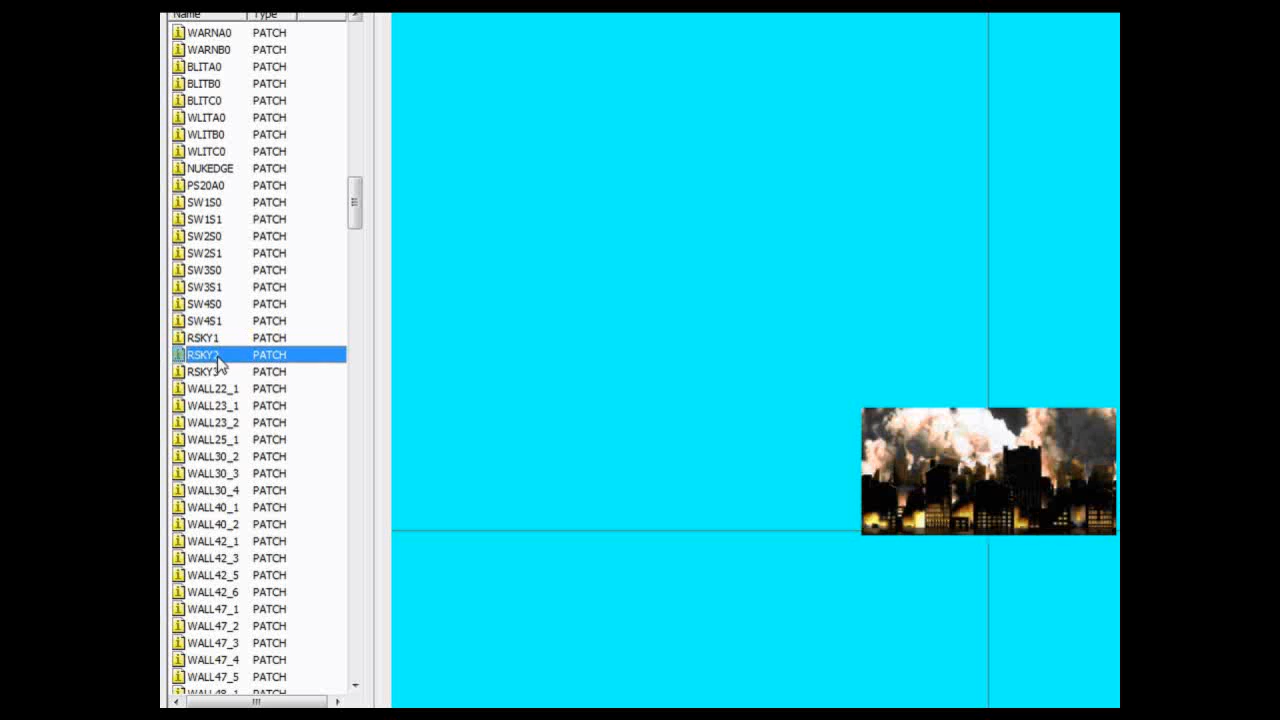 Name Type
WARNA0 PATCH
WARNB0 PATCH
BLITA0 PATCH
BLITB0 PATCH
BLITC0 PATCH
WLITA0 PATCH
WLITB0 PATCH
WLITC0 PATCH
NUKEDGE PATCH
PS20A0 PATCH
SW1S0 PATCH
SW1S1 PATCH
SW2S0 PATCH
SW2S1 PATCH
SW3S0 PATCH
SW3S1 PATCH
SW4S0 PATCH
SW4S1 PATCH
RSKY1 PATCH
RSKY2 PATCH
RSKY3 PATCH
WALL22_1 PATCH
WALL23_1 PATCH
WALL23_2 PATCH
WALL25_1 PATCH
WALL30_2 PATCH
WALL30_3 PATCH
WALL30_4 PATCH
WALL40_1 PATCH
WALL40_2 PATCH
WALL42_1 PATCH
WALL42_3 PATCH
WALL42_5 PATCH
WALL42_6 PATCH
WALL47_1 PATCH
WALL47_2 PATCH
WALL47_3 PATCH
WALL47_4 PATCH
WALL47_5 PATCH
WALL48_1 PATCH